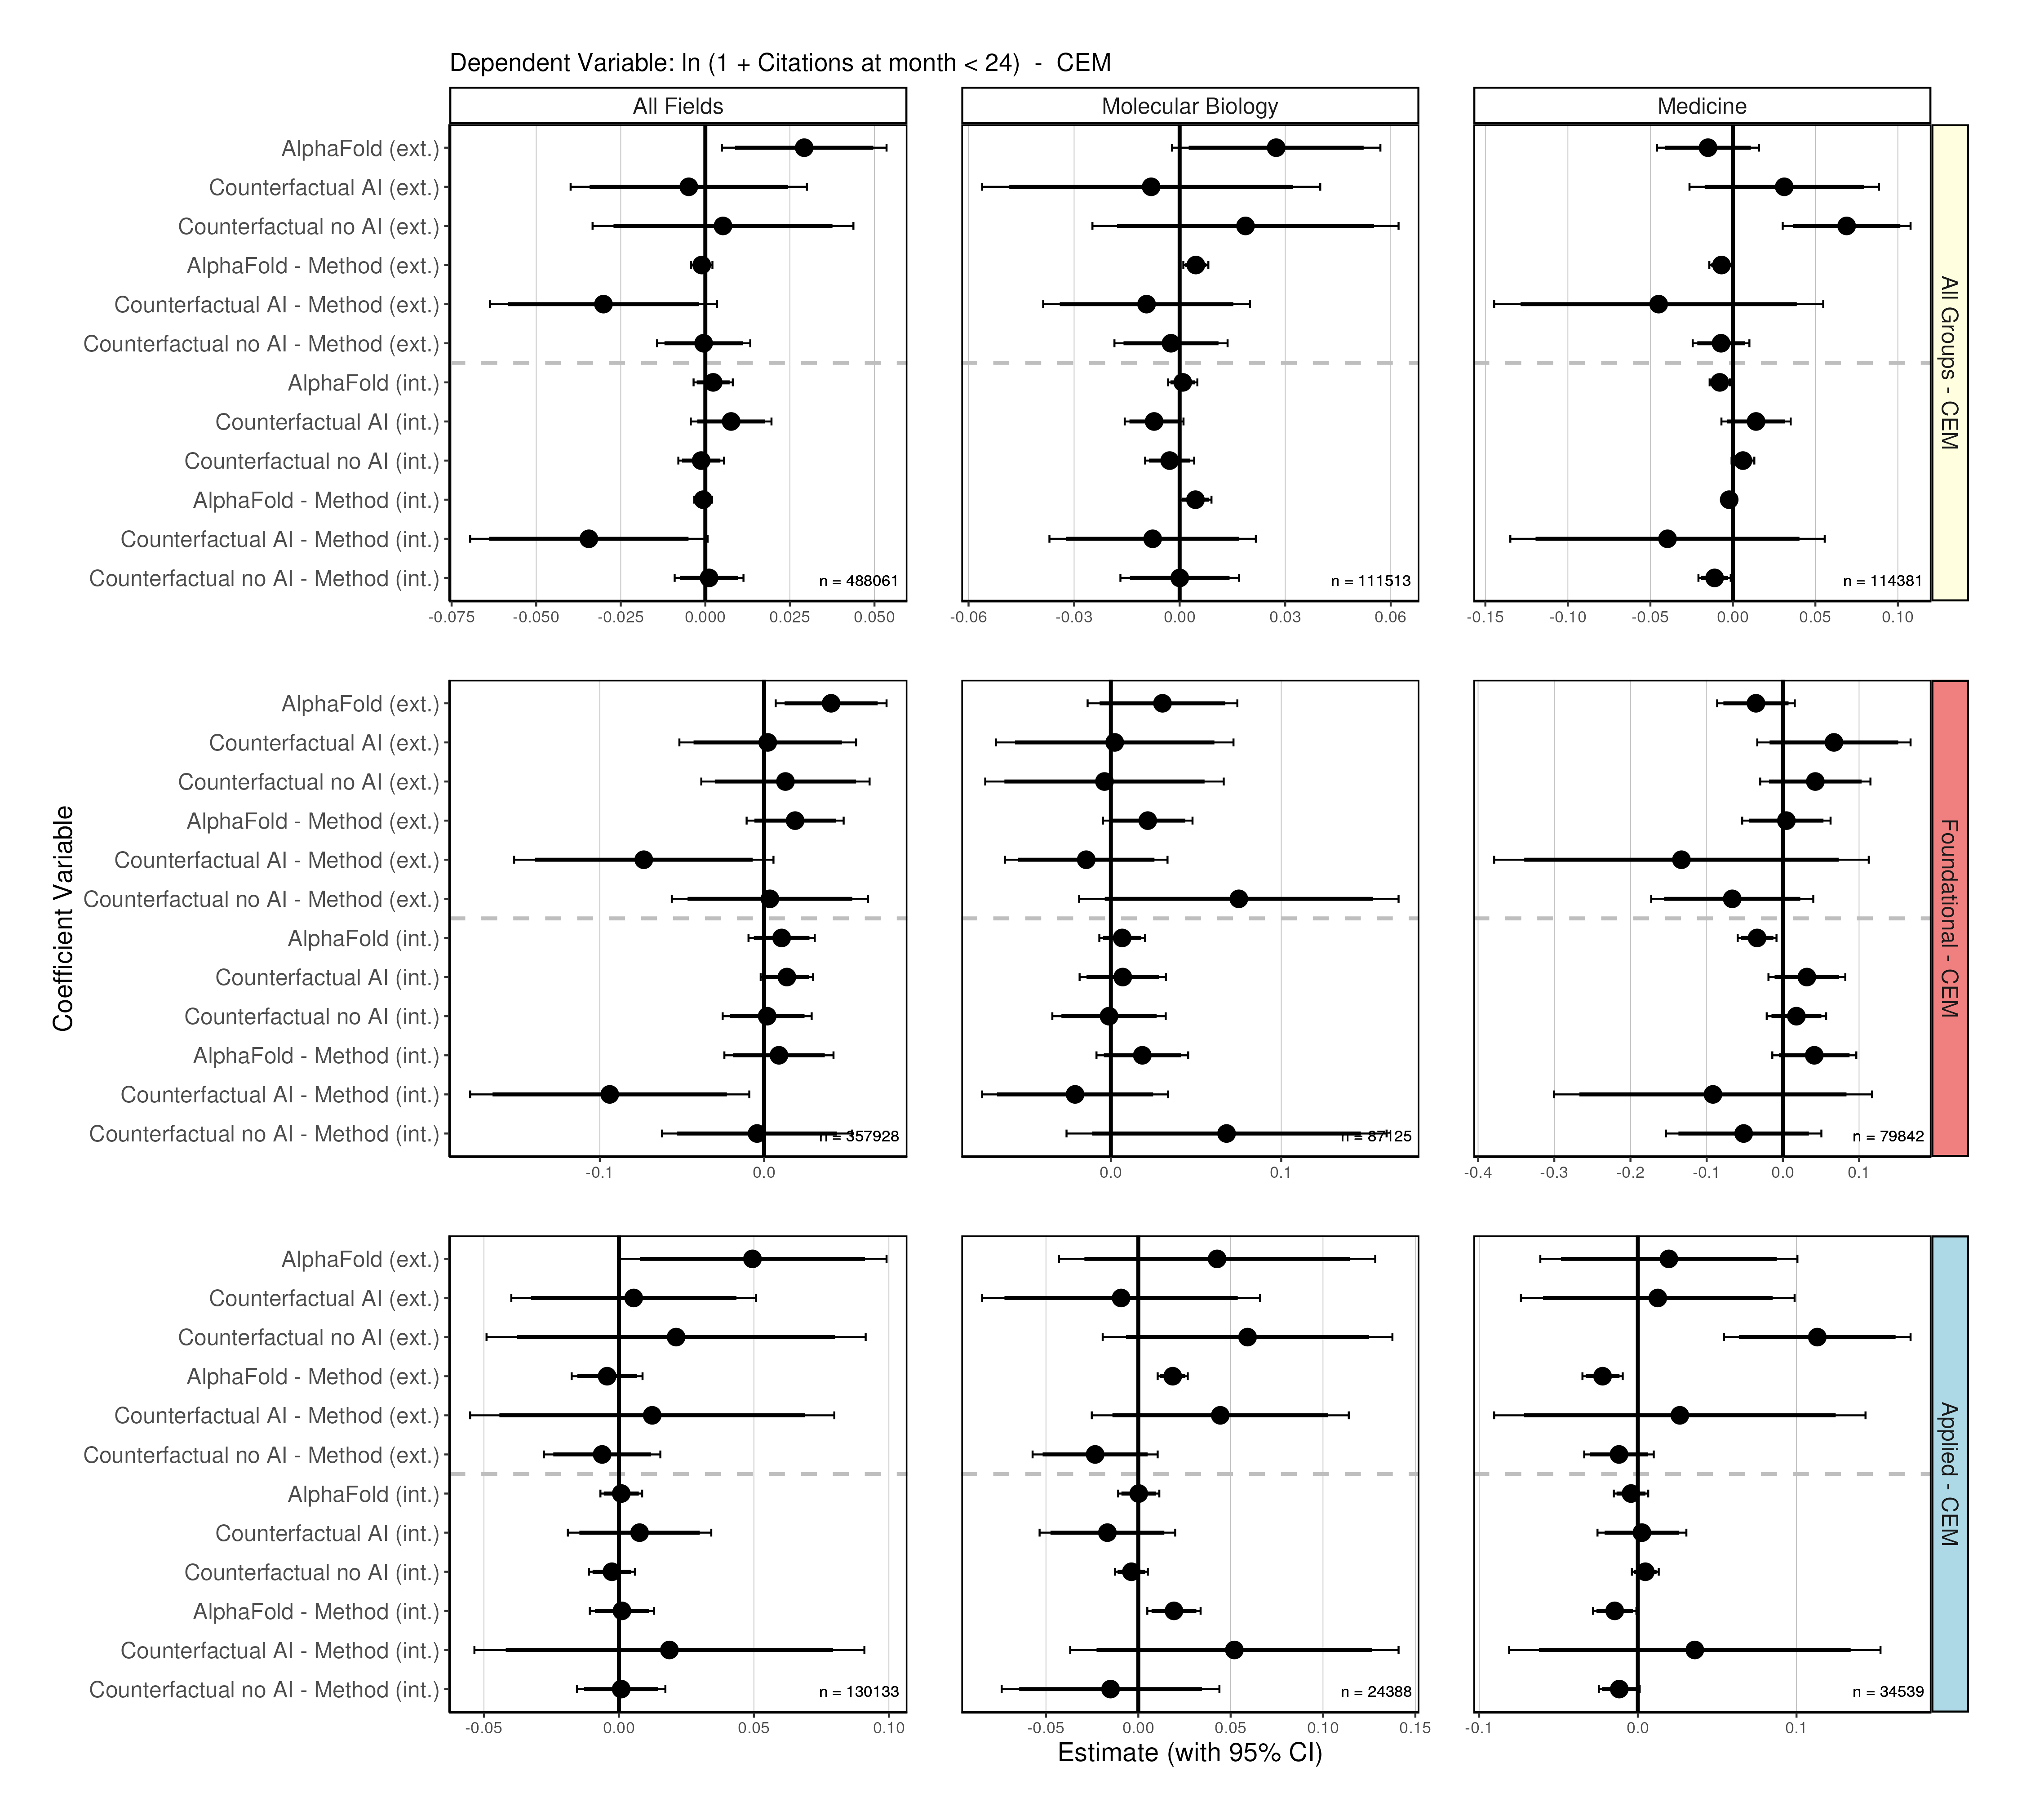 Dependent Variable: ln (1 + Citations at month < 24)  -  CEM
All Fields
Molecular Biology
Medicine
Coefficient Variable
AlphaFold (ext.)
Counterfactual AI (ext.)
Counterfactual no AI (ext.)
AlphaFold - Method (ext.)
Counterfactual AI - Method (ext.)
Counterfactual no AI - Method (ext.)
AlphaFold (int.)
Counterfactual AI (int.)
Counterfactual no AI (int.)
AlphaFold - Method (int.)
Counterfactual AI - Method (int.)
Counterfactual no AI - Method (int.)
n = 488061
n = 111513
n = 114381
All Groups - CEM
-0.075 -0.050 -0.025 0.000 0.025 0.050
-0.06 -0.03 0.00 0.03 0.06
-0.15 -0.10 -0.05 0.00 0.05 0.10
AlphaFold (ext.)
Counterfactual AI (ext.)
Counterfactual no AI (ext.)
AlphaFold - Method (ext.)
Counterfactual AI - Method (ext.)
Counterfactual no AI - Method (ext.)
AlphaFold (int.)
Counterfactual AI (int.)
Counterfactual no AI (int.)
AlphaFold - Method (int.)
Counterfactual AI - Method (int.)
Counterfactual no AI - Method (int.)
n = 357928
n = 87125
n = 79842
Foundational - CEM
-0.1 0.0
0.0 0.1
-0.4 -0.3 -0.2 -0.1 0.0 0.1
AlphaFold (ext.)
Counterfactual AI (ext.)
Counterfactual no AI (ext.)
AlphaFold - Method (ext.)
Counterfactual AI - Method (ext.)
Counterfactual no AI - Method (ext.)
AlphaFold (int.)
Counterfactual AI (int.)
Counterfactual no AI (int.)
AlphaFold - Method (int.)
Counterfactual AI - Method (int.)
Counterfactual no AI - Method (int.)
n = 130133
n = 24388
n = 34539
Applied - CEM
-0.05 0.00 0.05 0.10
-0.05 0.00 0.05 0.10 0.15
-0.1 0.0 0.1
Estimate (with 95% CI)